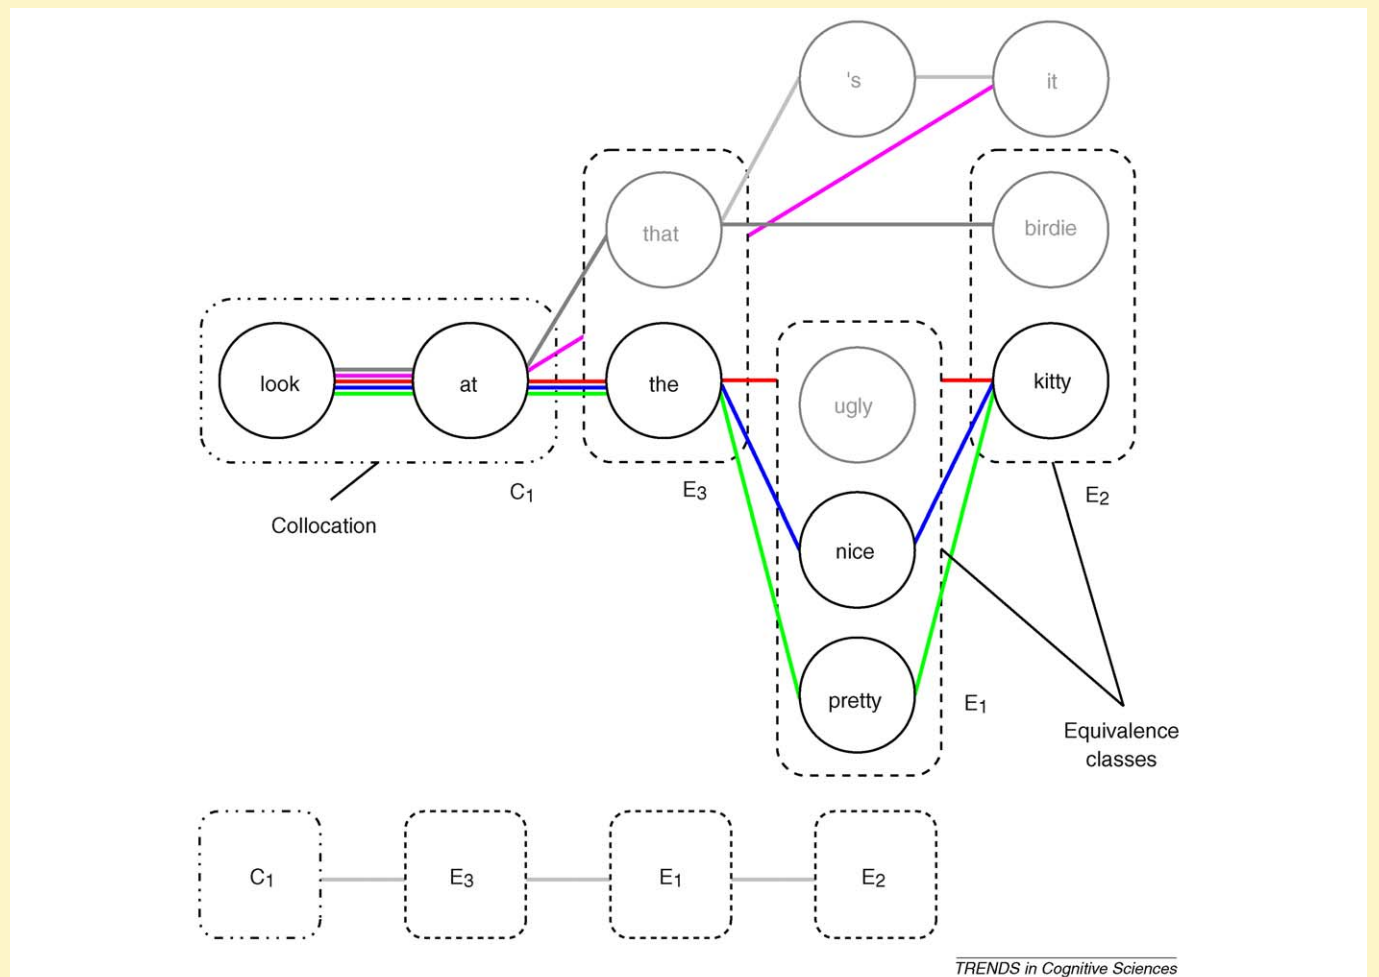 's
it
that
birdie
look
at
the
kitty
ugly
C1
E3
E2
Collocation
nice
pretty
E1
Equivalence
classes
C1
E3
E1
E2
TRENDS in Cognitive Sciences